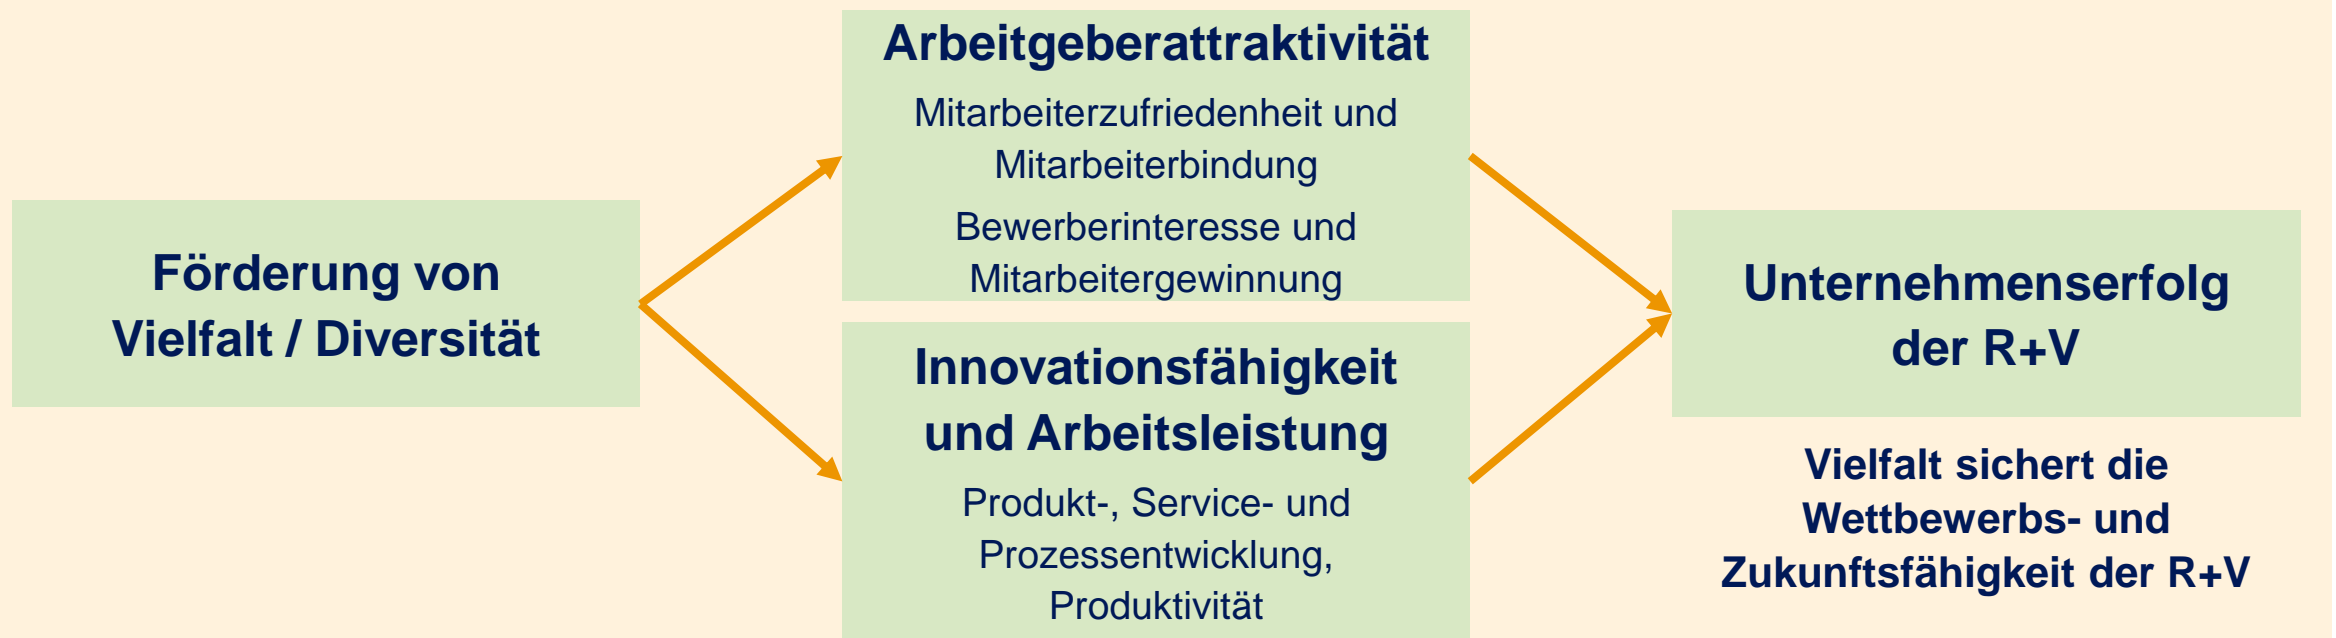 Förderung von
Vielfalt / Diversität
Arbeitgeberattraktivität
Mitarbeiterzufriedenheit und
Mitarbeiterbindung
Bewerberinteresse und
Mitarbeitergewinnung
Innovationsfähigkeit
und Arbeitsleistung
Produkt-, Service- und
Prozessentwicklung,
Produktivität
Unternehmenserfolg
der R+V
Vielfalt sichert die
Wettbewerbs- und
Zukunftsfähigkeit der R+V